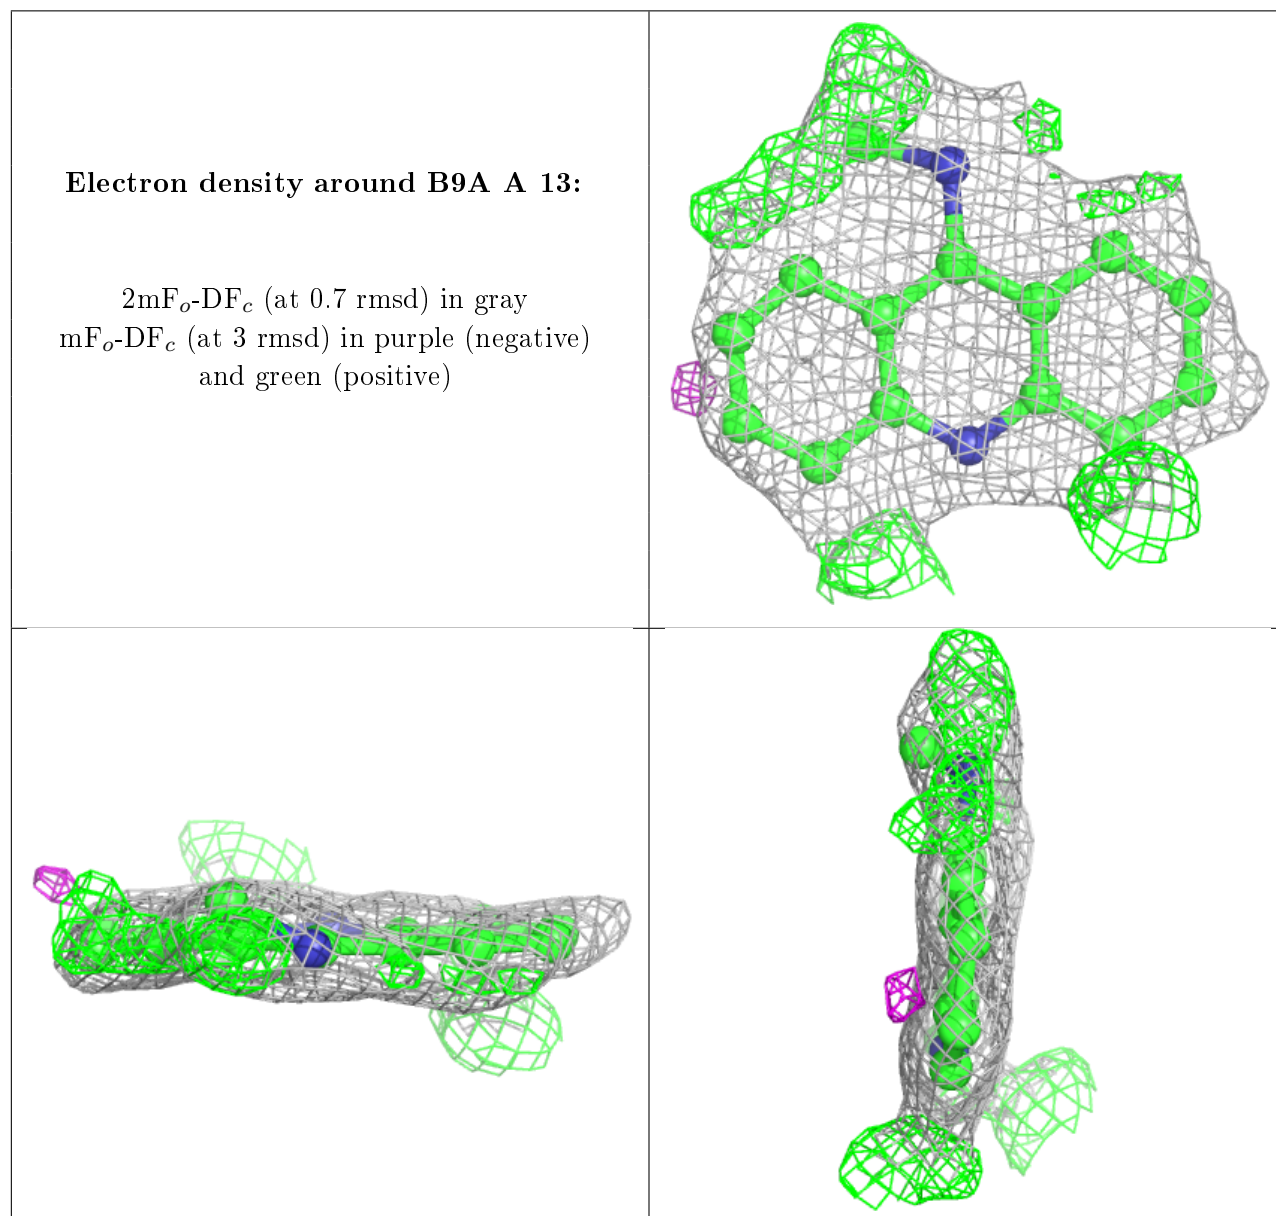 Electron density around B9A A 13:
2mFo-DFc (at 0.7 rmsd) in gray
mFo-DFc (at 3 rmsd) in purple (negative)
and green (positive)